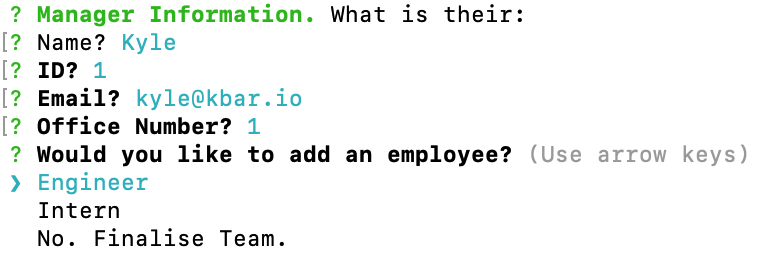 ? Manager Information. What is their:
[? Name? Kyle
[? ID? 1
[? Email? kyle@kbar.io
[? Office Number? 1
? Would you like to add an employee? (Use arrow keys)
❯ Engineer
Intern
No. Finalise Team.